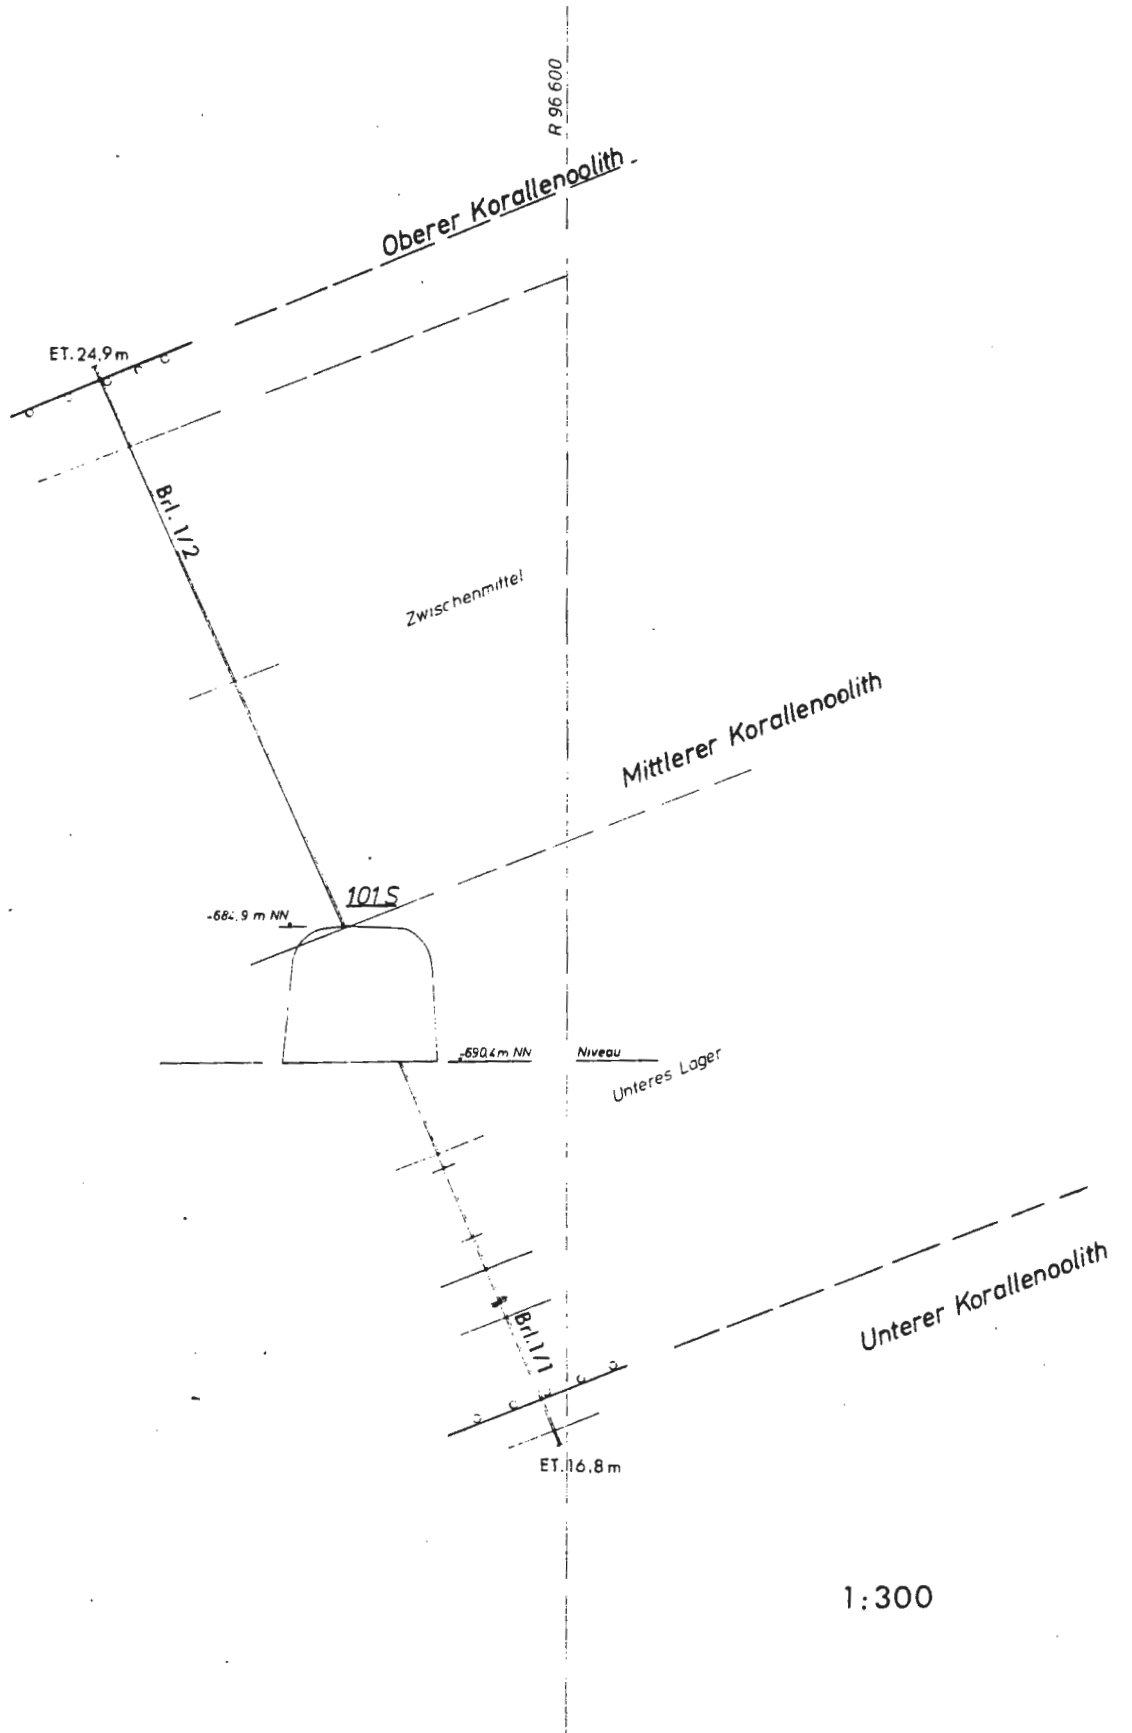 R 96 600
Oberer Korallenoolith
ET. 24,9 m
Brl. 1/2
Zwischenmittel
Mittlerer Korallenoolith
101 S
-684,9 m NN
-690,4 m NN
Niveau
Unteres Lager
Unterer Korallenoolith
Brl. 1/1
ET. 16,8 m
1:300